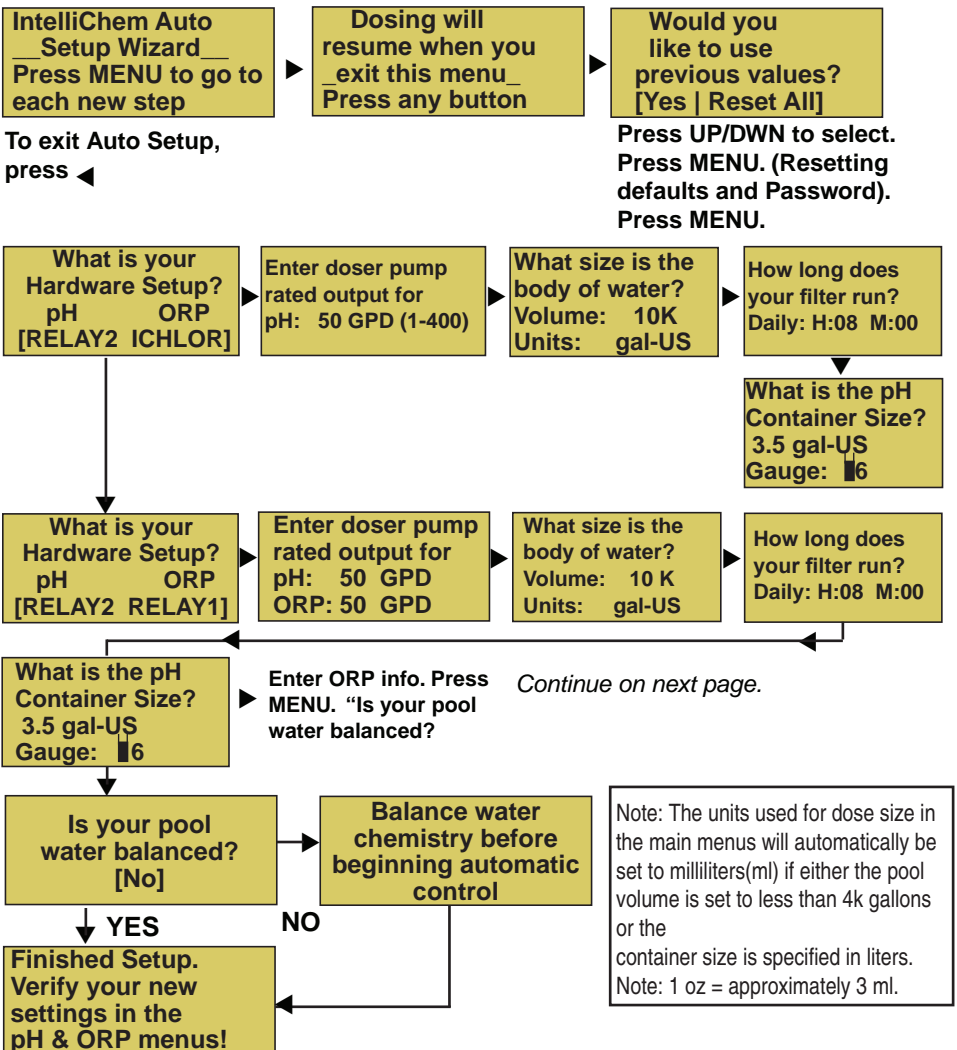 IntelliChem Auto
__Setup Wizard__
Press MENU to go to
each new step
Dosing will
resume when you
_exit this menu_
Press any button
Would you
like to use
previous values?
[Yes | Reset All]
To exit Auto Setup,
press ◀
Press UP/DWN to select.
Press MENU. (Resetting
defaults and Password).
Press MENU.
What is your
Hardware Setup?
pH ORP
[RELAY2 ICHLOR]
Enter doser pump
rated output for
pH: 50 GPD (1-400)
What size is the
body of water?
Volume: 10K
Units: gal-US
How long does
your filter run?
Daily: H:08 M:00
What is the pH
Container Size?
3.5 gal-US
Gauge: 6
What is your
Hardware Setup?
pH ORP
[RELAY2 RELAY1]
Enter doser pump
rated output for
pH: 50 GPD
ORP: 50 GPD
What size is the
body of water?
Volume: 10 K
Units: gal-US
How long does
your filter run?
Daily: H:08 M:00
What is the pH
Container Size?
3.5 gal-US
Gauge: 6
Enter ORP info. Press
MENU. “Is your pool
water balanced?
Continue on next page.
Is your pool
water balanced?
[No]
Balance water
chemistry before
beginning automatic
control
YES
NO
Finished Setup.
Verify your new
settings in the
pH & ORP menus!
Note: The units used for dose size in
the main menus will automatically be
set to milliliters(ml) if either the pool
volume is set to less than 4k gallons
or the
container size is specified in liters.
Note: 1 oz = approximately 3 ml.